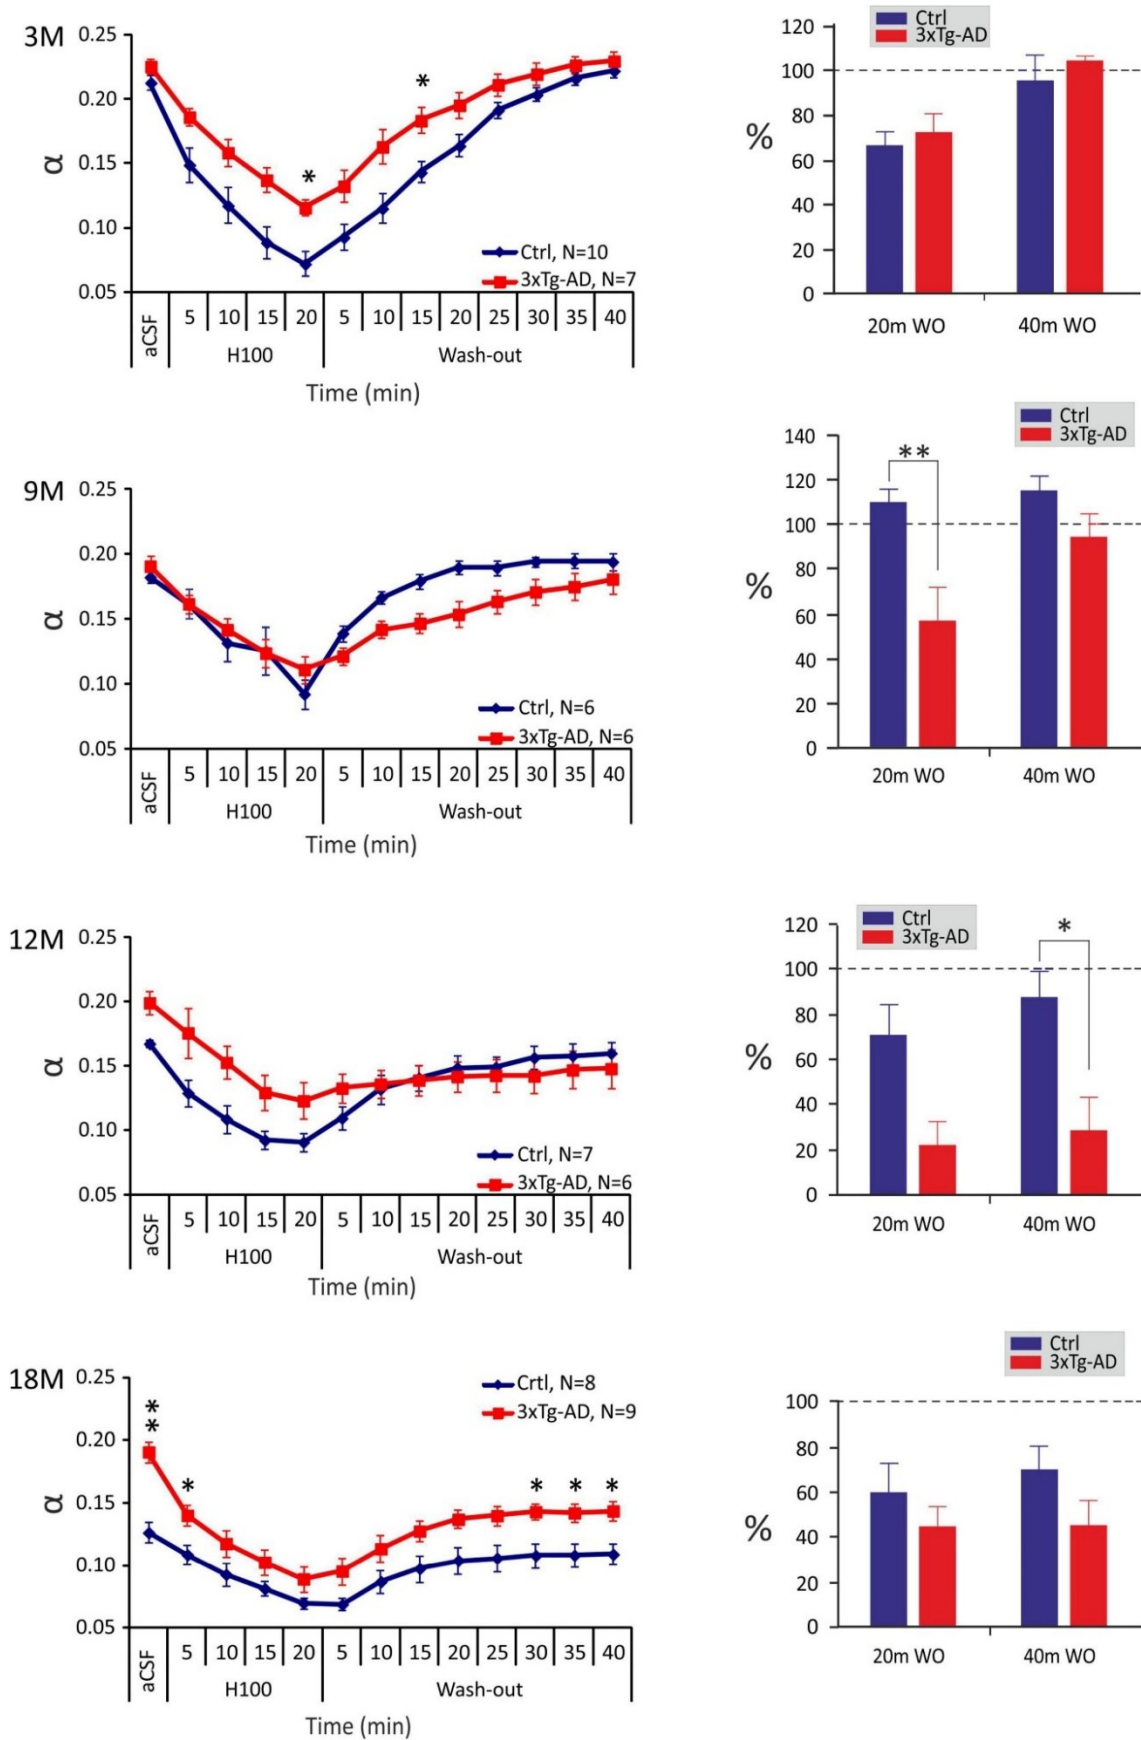 3M
0.25
0.20
0.15
0.10
0.05
α
*
*
Ctrl, N=10
3xTg-AD, N=7
aCSF
5 10 15 20 5 10 15 20 25 30 35 40
H100 Wash-out
Time (min)
Ctrl
3xTg-AD
120
100
80
60
40
20
0
%
20m WO 40m WO
9M
0.25
0.20
0.15
0.10
0.05
α
Ctrl, N=6
3xTg-AD, N=6
aCSF
5 10 15 20 5 10 15 20 25 30 35 40
H100 Wash-out
Time (min)
Ctrl
3xTg-AD
140
120
100
80
60
40
20
0
%
**
20m WO 40m WO
12M
0.25
0.20
0.15
0.10
0.05
α
Ctrl, N=7
3xTg-AD, N=6
aCSF
5 10 15 20 5 10 15 20 25 30 35 40
H100 Wash-out
Time (min)
Ctrl
3xTg-AD
120
100
80
60
40
20
0
%
*
20m WO 40m WO
18M
0.25
0.20
0.15
0.10
0.05
α
**
*
* * *
Crtl, N=8
3xTg-AD, N=9
aCSF
5 10 15 20 5 10 15 20 25 30 35 40
H100 Wash-out
Time (min)
Ctrl
3xTg-AD
100
80
60
40
20
0
%
20m WO 40m WO